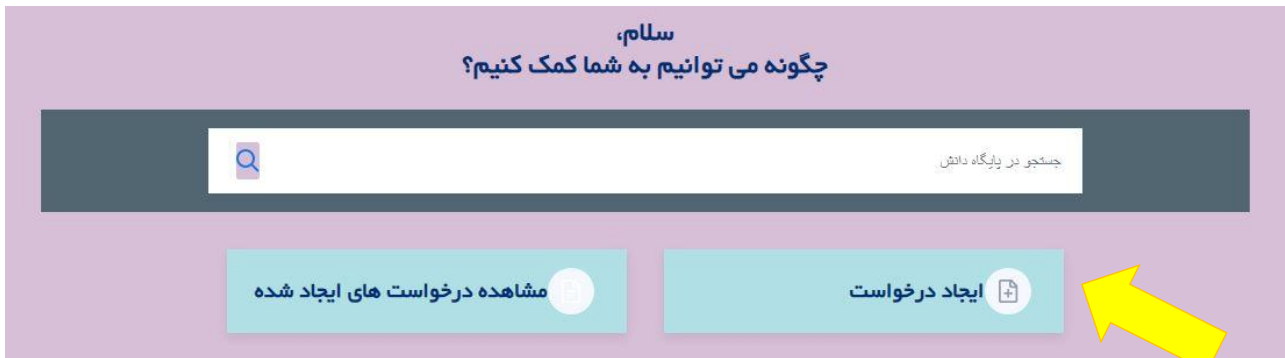 سلام،
چگونه می توانیم به شما کمک کنیم؟
جستجو در پایگاه دانش
ایجاد درخواست
مشاهده درخواست های ایجاد شده